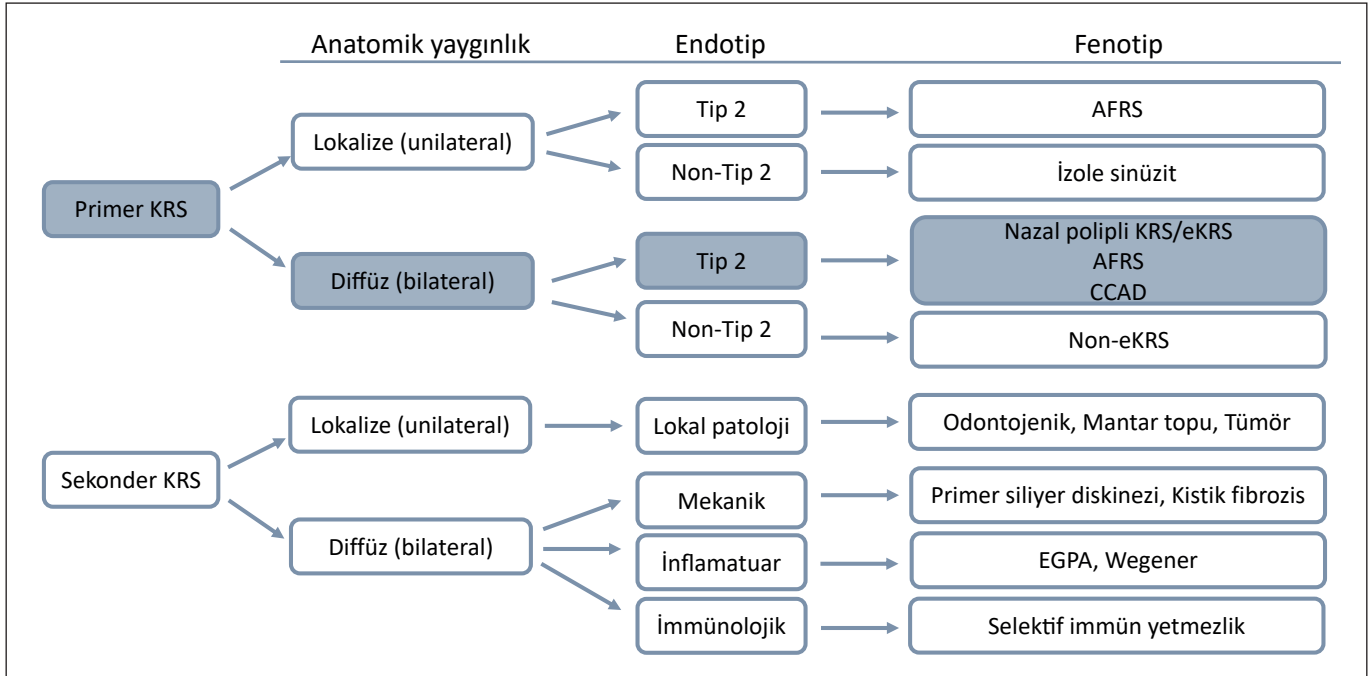 Anatomik yaygınlık Endotip Fenotip
Primer KRS
Lokalize (unilateral)
Tip 2
AFRS
Non-Tip 2
İzole sinüzit
Diffüz (bilateral)
Tip 2
Nazal polipli KRS/eKRS
AFRS
CCAD
Non-Tip 2
Non-eKRS
Sekonder KRS
Lokalize (unilateral)
Lokal patoloji
Odontojenik, Mantar topu, Tümör
Diffüz (bilateral)
Mekanik
Primer siliyer diskinezi, Kistik fibrozis
İnflamatuar
EGPA, Wegener
İmmünolojik
Selektif immün yetmezlik